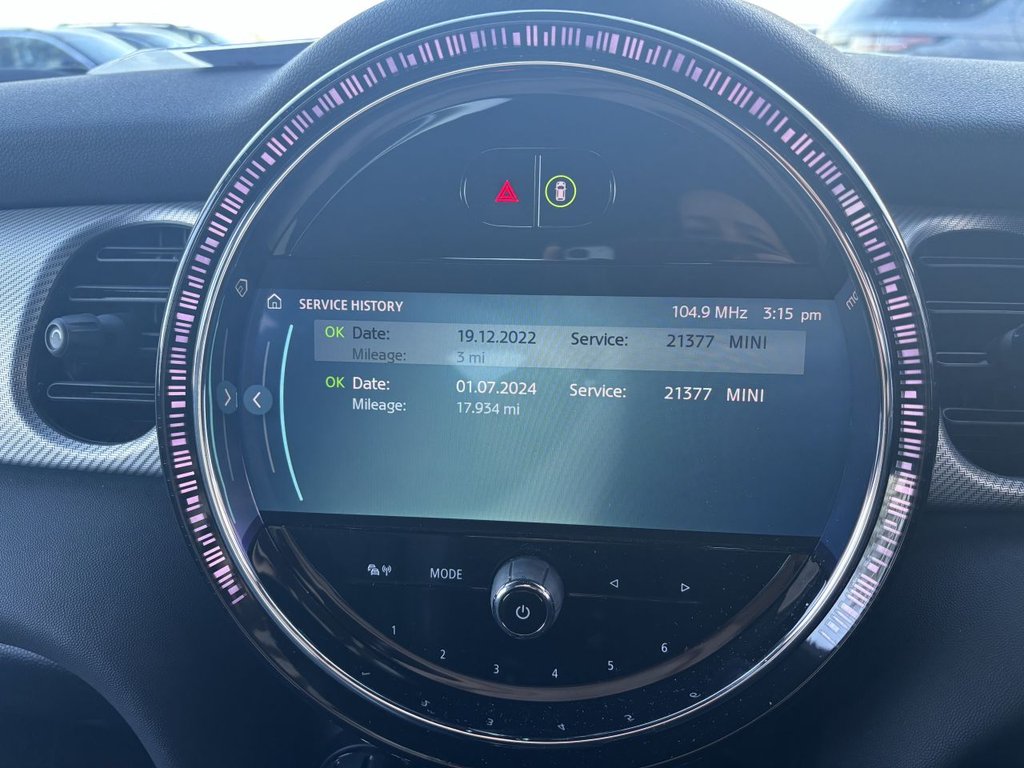 SERVICE HISTORY 104.9 MHz 3:15 pm
OK Date: 19.12.2022 Service: 21377 MINI
Mileage: 3 mi
OK Date: 01.07.2024 Service: 21377 MINI
Mileage: 17.934 mi
MODE
1 2 3 4 5 6